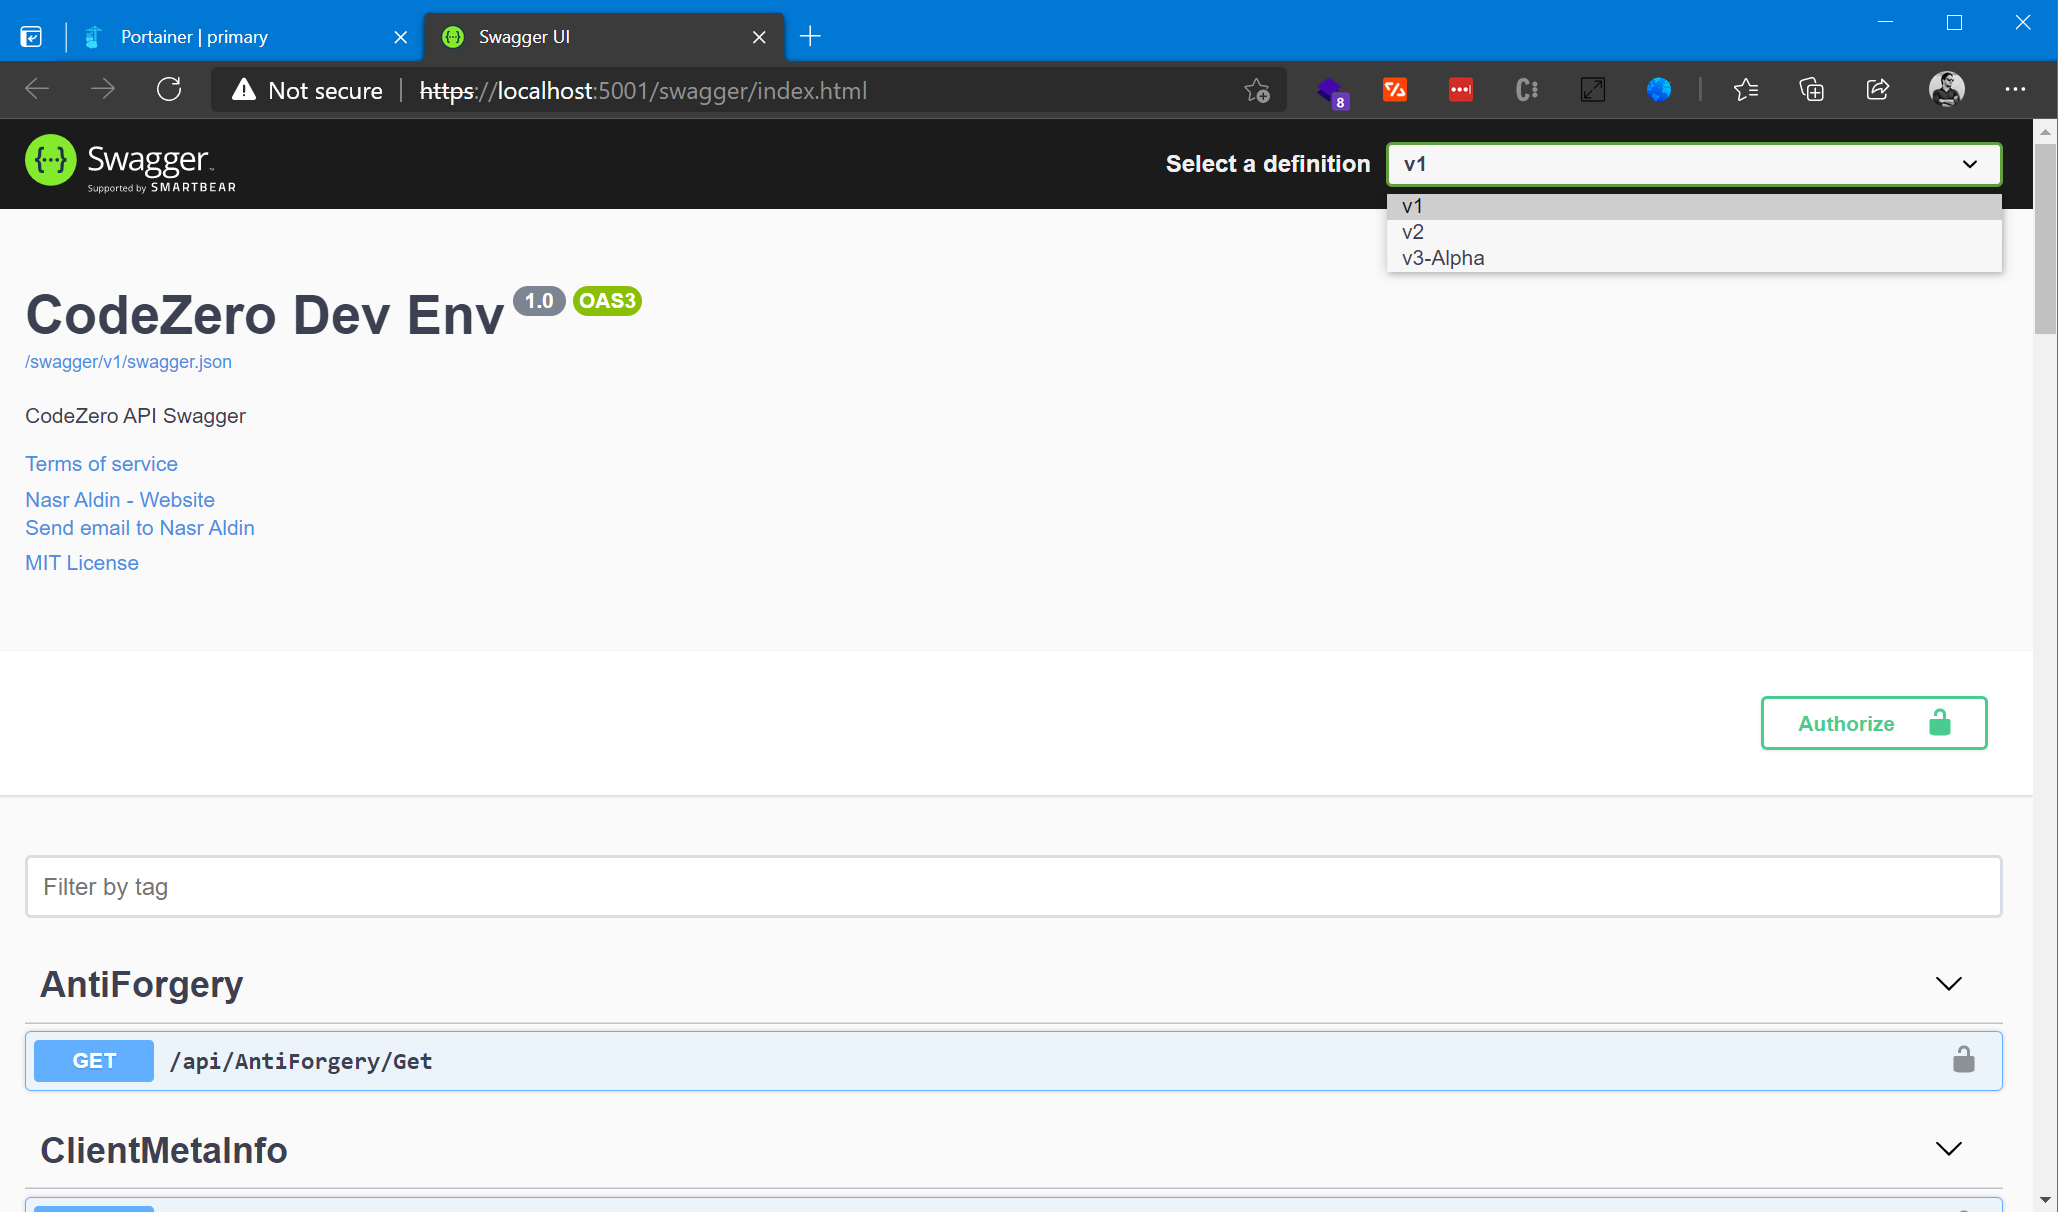 Portainer | primary
Swagger UI
Not secure
https://localhost:5001/swagger/index.html
8
Swagger™
Supported by SMARTBEAR
Select a definition
v1
v1
v2
v3-Alpha
CodeZero Dev Env 1.0 OAS3
/swagger/v1/swagger.json
CodeZero API Swagger
Terms of service
Nasr Aldin - Website
Send email to Nasr Aldin
MIT License
Authorize
Filter by tag
AntiForgery
GET /api/AntiForgery/Get
ClientMetaInfo